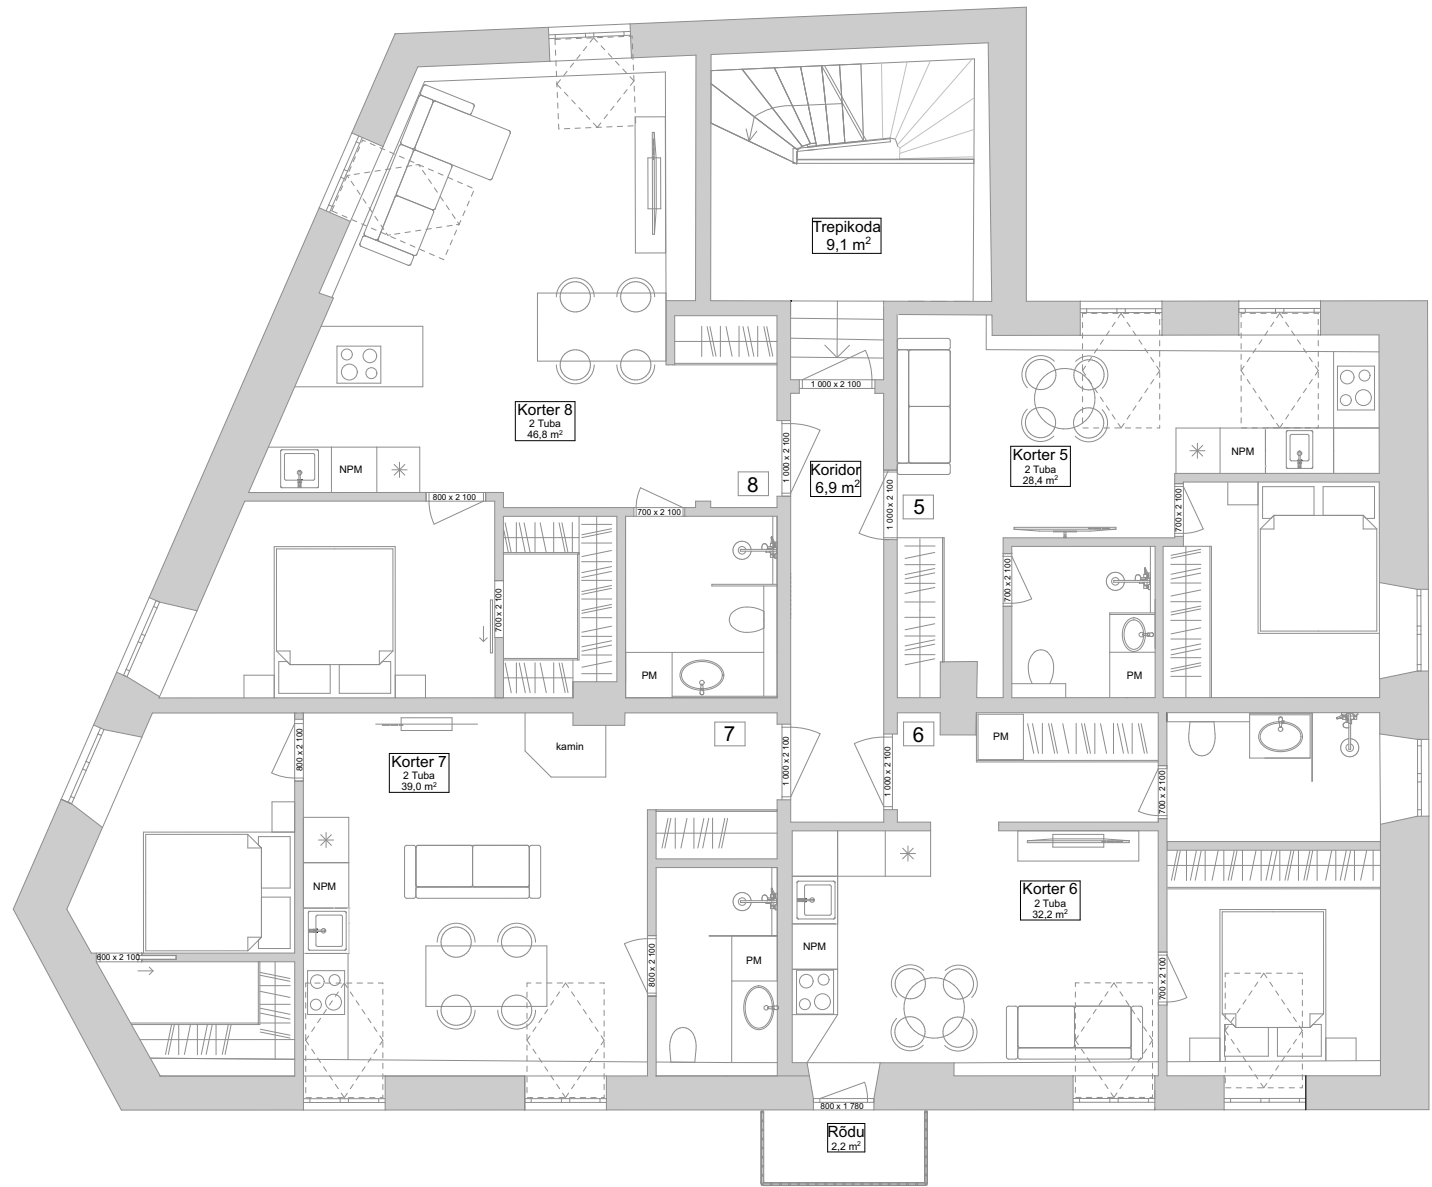 Trepikoda
9,1 m²
1 000 x 2 100
Korter 8
2 Tuba
46,8 m²
NPM
8
1 000 x 2 100
Koridor
6,9 m²
1 000 x 2 100
5
Korter 5
2 Tuba
28,4 m²
NPM
800 x 2 100
700 x 2 100
700 x 2 100
700 x 2 100
700 x 2 100
PM
PM
kamin
7
6
PM
800 x 2 100
Korter 7
2 Tuba
39,0 m²
1 000 x 2 100
1 000 x 2 100
700 x 2 100
NPM
Korter 6
2 Tuba
32,2 m²
600 x 2 100
800 x 2 100
PM
NPM
700 x 2 100
800 x 1 780
Rõdu
2,2 m²